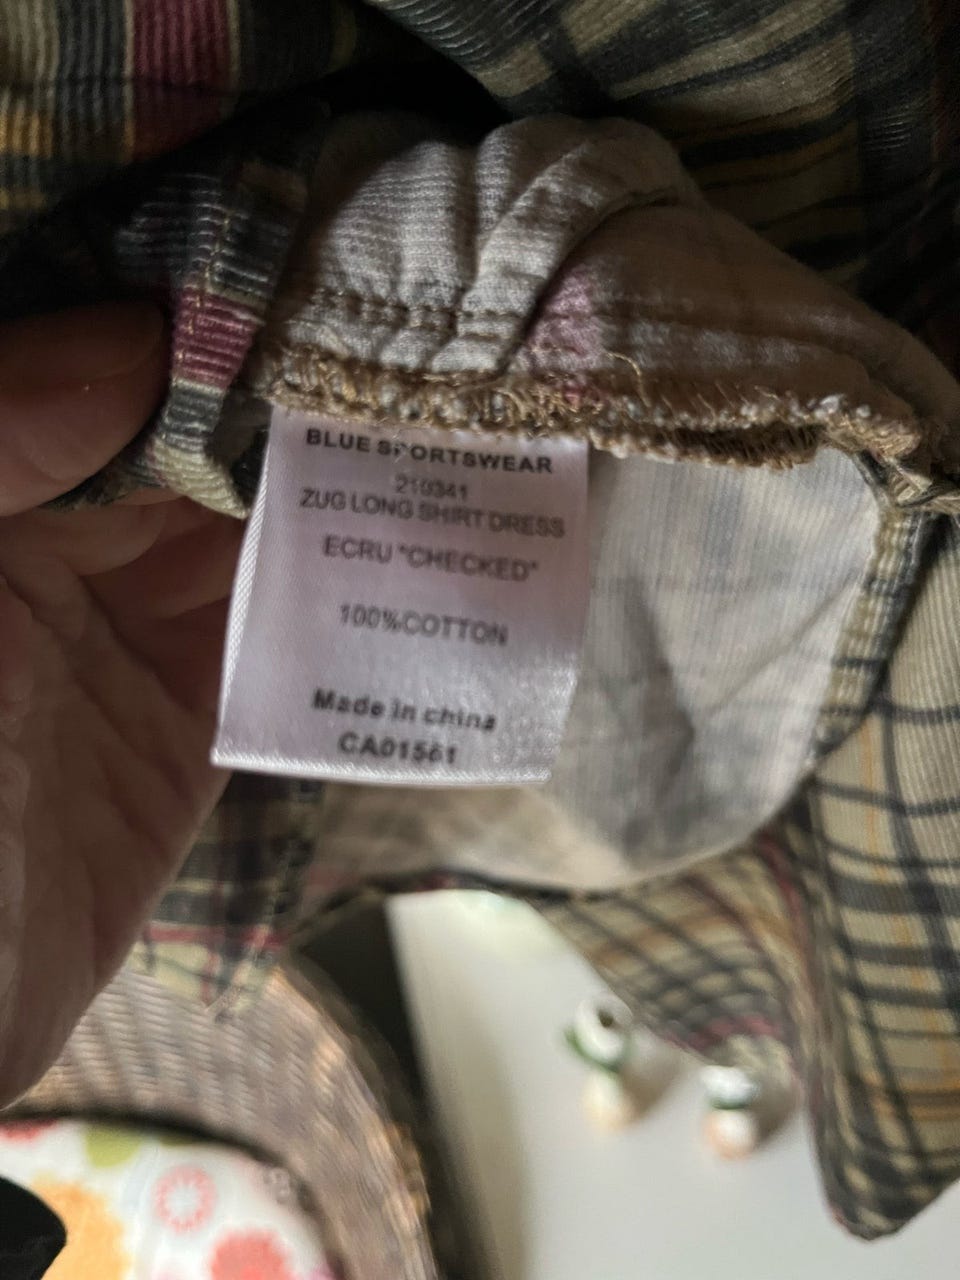 BLUE SPORTSWEAR
210341
ZUG LONG SHIRT DRESS
ECRU "CHECKED"
100%COTTON
Made in china
CA01561